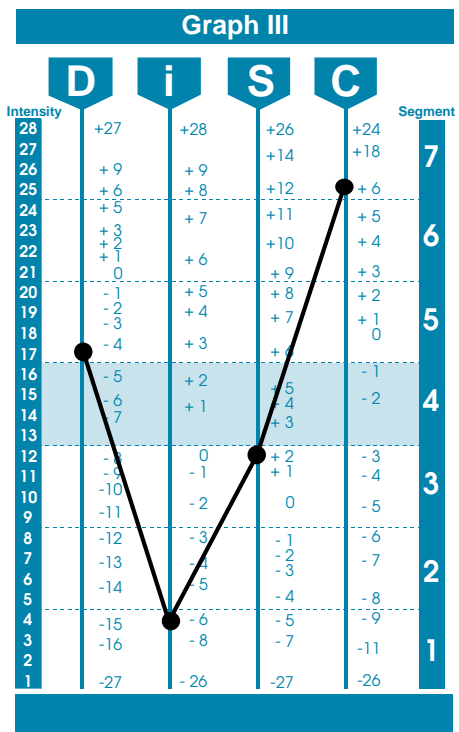 Graph III
D i S C
Intensity Segment
28 +27 +28 +26 +24
27 +14 +18 7
26 + 9 + 9
25 + 6 + 8 +12 + 6
24 + 5 + 7 +11 + 5
23 + 3 6
+ 2 +10 + 4
22 + 1 + 6
21 0 + 9 + 3
20 - 1 + 5 + 8 + 2
19 - 2 + 4 + 7 + 1 5
18 - 3 0
17 - 4 + 3 + 6
16 - 5 + 2 - 1
15 - 6 + 5 - 2 4
14 - 7 + 1 + 4
13 + 3
12 - 8 0 + 2 - 3
11 - 9 - 1 + 1 - 4
10 -10 - 2 0 - 5 3
9 -11
8 -12 - 3 - 1 - 6
7 -13 - 4 - 2 - 7 2
- 3
6 -14 - 5
5 - 4 - 8
4 -15 - 6 - 5 - 9
3 -16 - 8 - 7 -11 1
2
1 -27 - 26 -27 -26